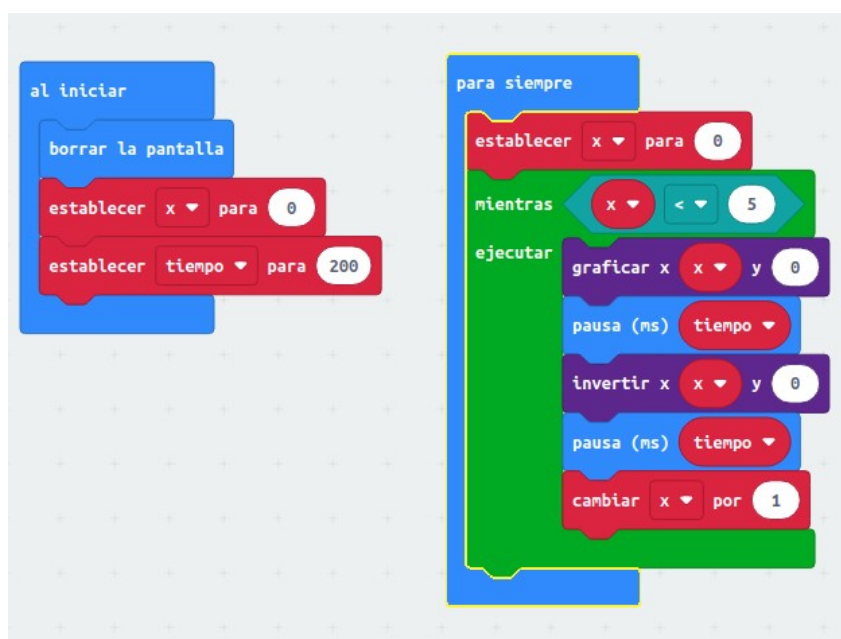 al iniciar
borrar la pantalla
establecer x para 0
establecer tiempo para 200
para siempre
establecer x para 0
mientras x < 5
ejecutar
graficar x x y 0
pausa (ms) tiempo
invertir x x y 0
pausa (ms) tiempo
cambiar x por 1